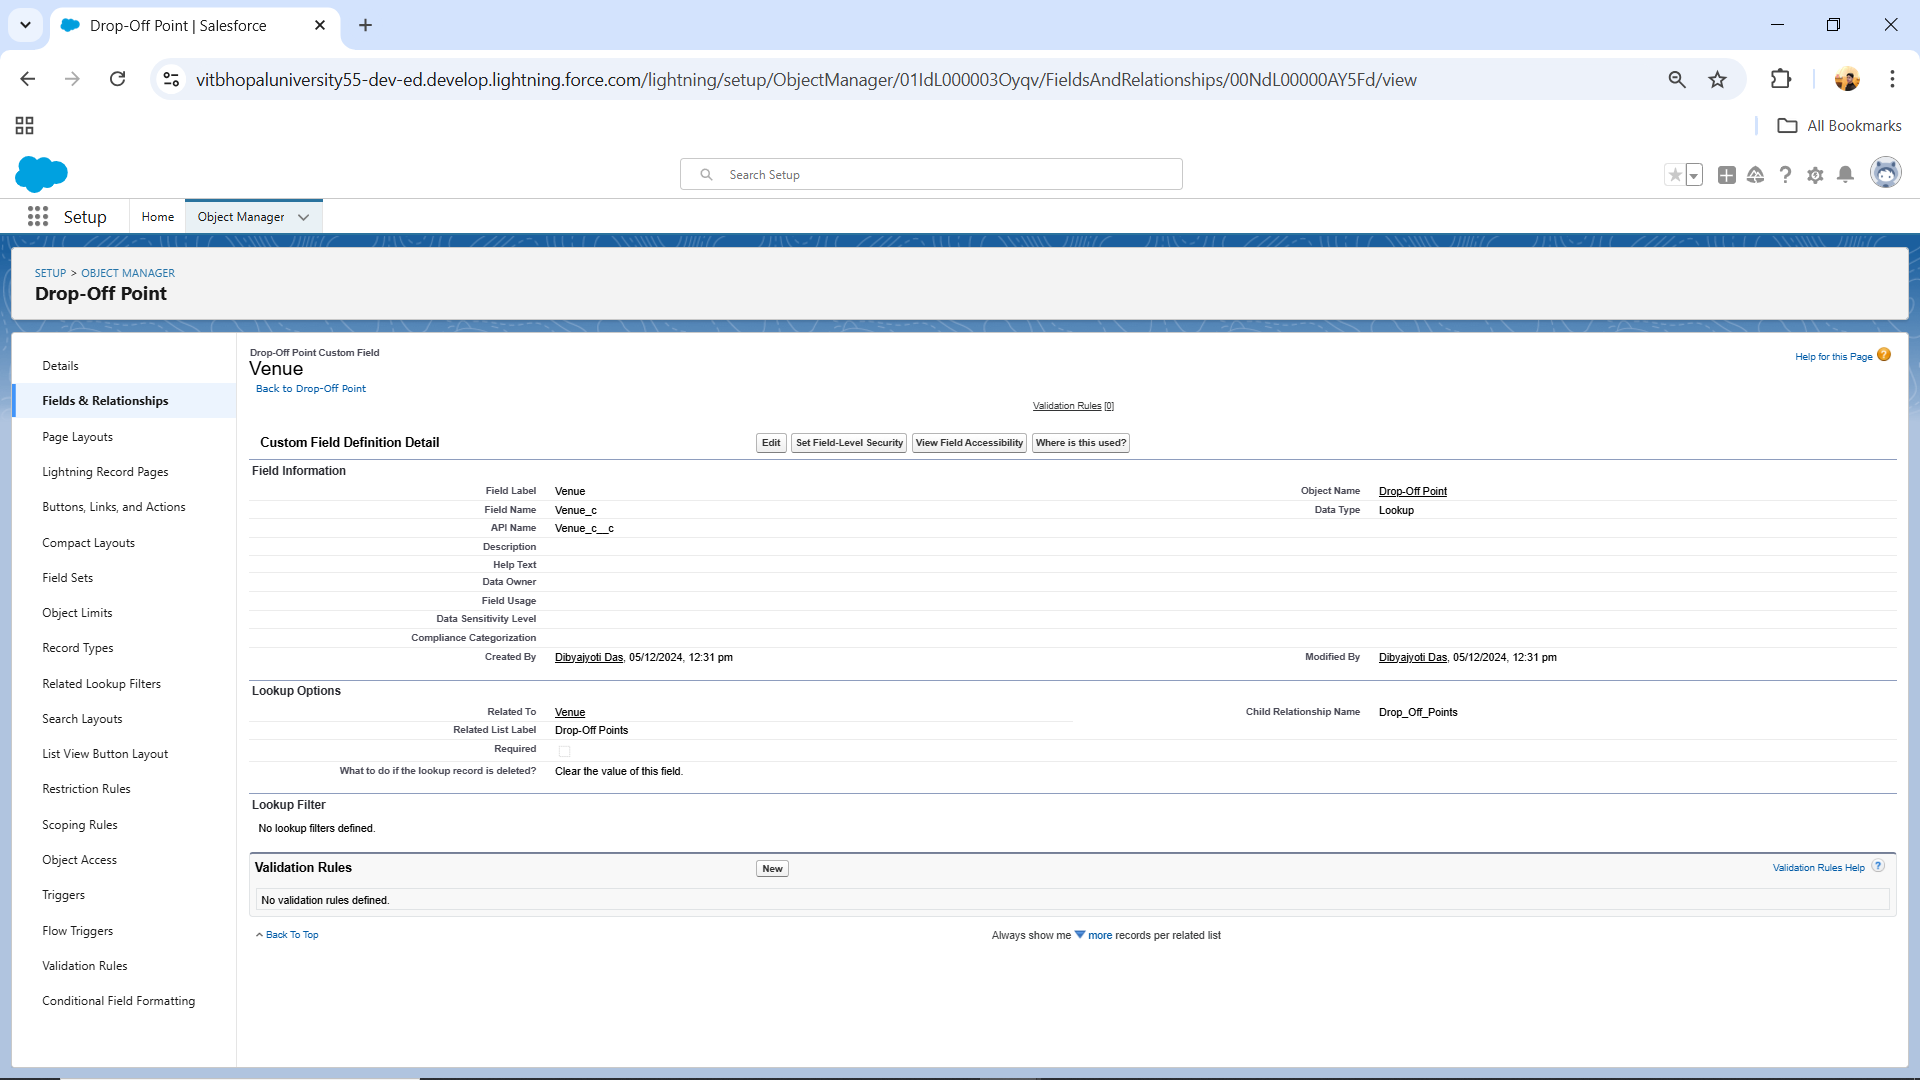 Drop-Off Point | Salesforce
vitbhopaluniversity55-dev-ed.develop.lightning.force.com/lightning/setup/ObjectManager/01IdL000003Oyqv/FieldsAndRelationships/00NdL00000AY5Fd/view
All Bookmarks
Search Setup
Setup Home Object Manager
SETUP > OBJECT MANAGER
Drop-Off Point
Details
Fields & Relationships
Page Layouts
Lightning Record Pages
Buttons, Links, and Actions
Compact Layouts
Field Sets
Object Limits
Record Types
Related Lookup Filters
Search Layouts
List View Button Layout
Restriction Rules
Scoping Rules
Object Access
Triggers
Flow Triggers
Validation Rules
Conditional Field Formatting
Drop-Off Point Custom Field
Venue
Help for this Page ?
Back to Drop-Off Point
Validation Rules [0]
Custom Field Definition Detail Edit Set Field-Level Security View Field Accessibility Where is this used?
Field Information
Field Label Venue Object Name Drop-Off Point
Field Name Venue_c Data Type Lookup
API Name Venue_c__c
Description
Help Text
Data Owner
Field Usage
Data Sensitivity Level
Compliance Categorization
Created By Dibyajyoti Das, 05/12/2024, 12:31 pm Modified By Dibyajyoti Das, 05/12/2024, 12:31 pm
Lookup Options
Related To Venue Child Relationship Name Drop_Off_Points
Related List Label Drop-Off Points
Required
What to do if the lookup record is deleted? Clear the value of this field.
Lookup Filter
No lookup filters defined.
Validation Rules New Validation Rules Help ?
No validation rules defined.
Back To Top Always show me more records per related list